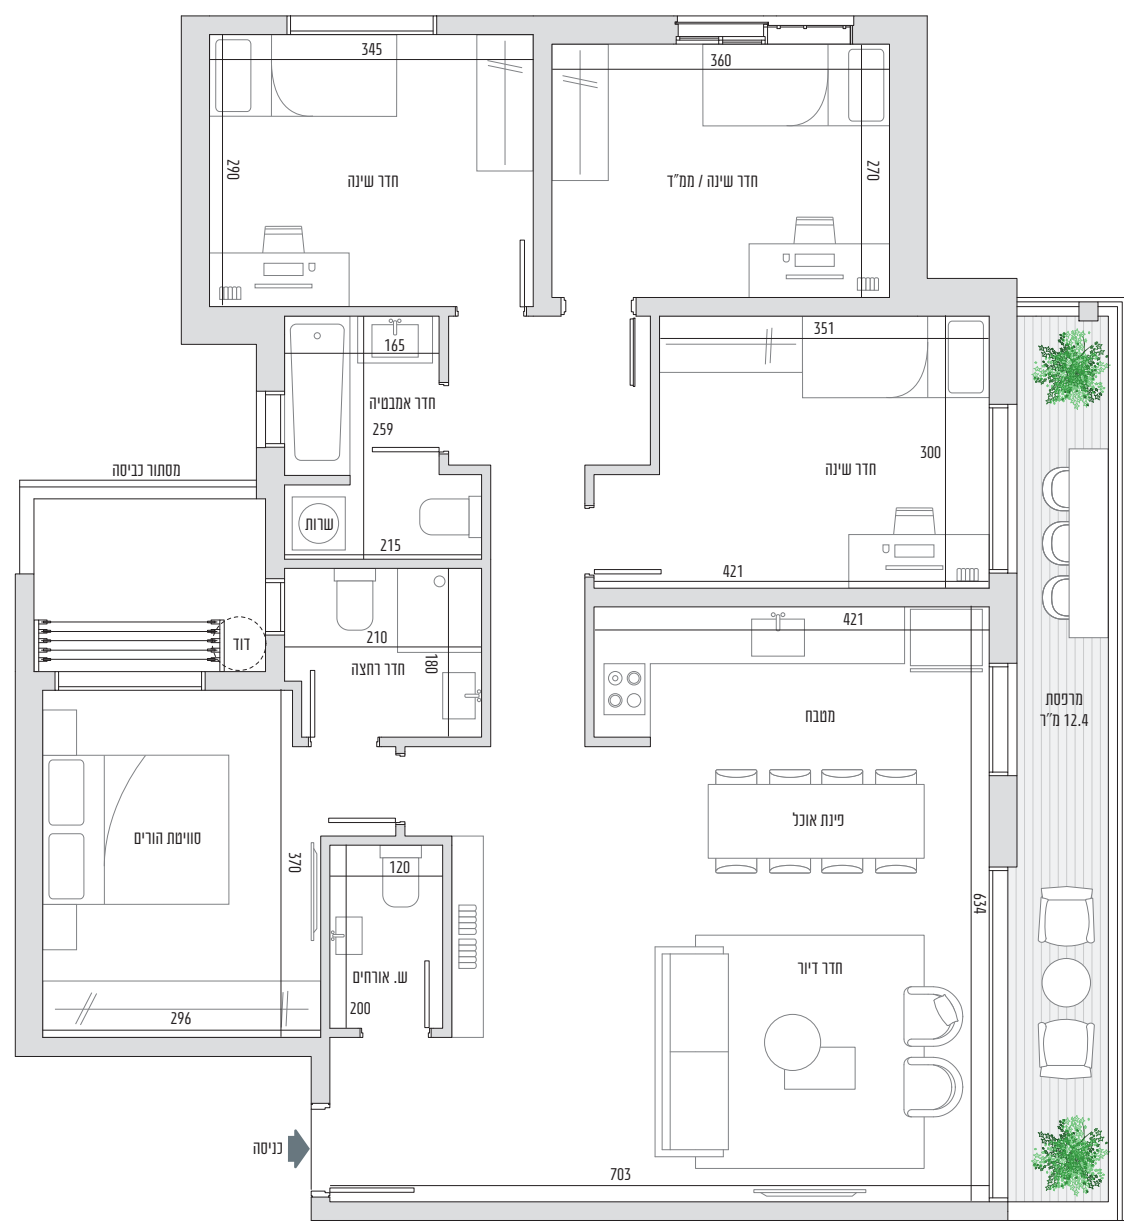 345
360
290
270
חדר שינה
חדר שינה / ממ״ד
165
351
חדר אמבטיה
259
300
חדר שינה
מסתור כביסה
שרות
215
421
דוד
210
180
חדר רחצה
421
מטבח
מרפסת
12.4 מ״ר
פינת אוכל
סוויטת הורים
370
120
634
חדר דיור
ש. אורחים
200
296
כניסה
703